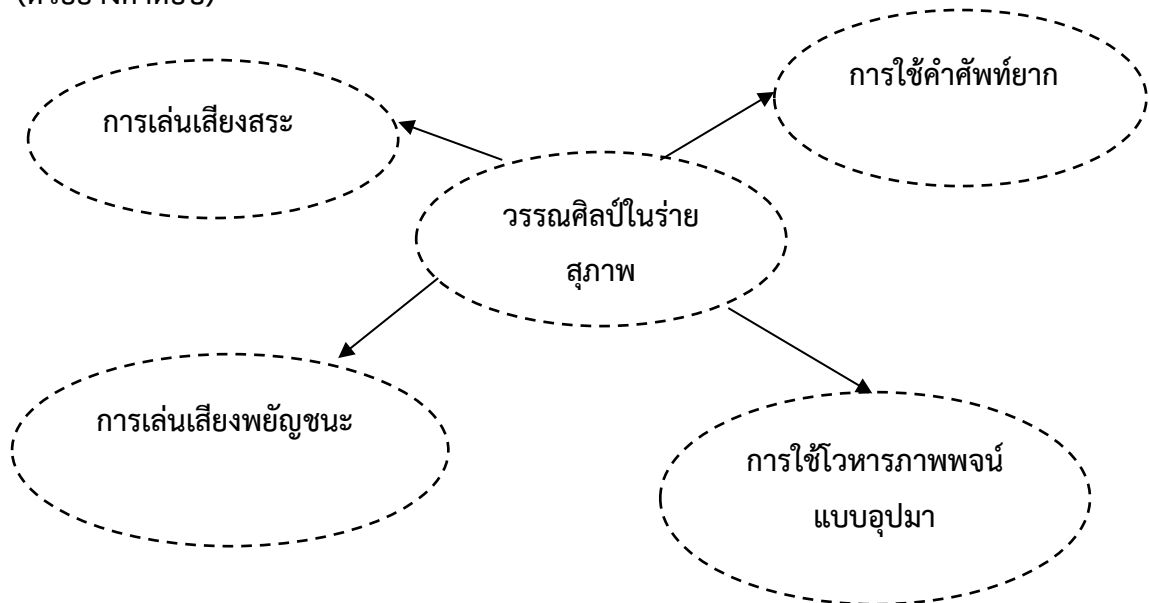 การใช้คำศัพท์ยาก
การเล่นเสียงสระ
วรรณศิลป์ในร่าย
สุภาพ
การเล่นเสียงพยัญชนะ
การใช้โวหารภาพพจน์
แบบอุปมา